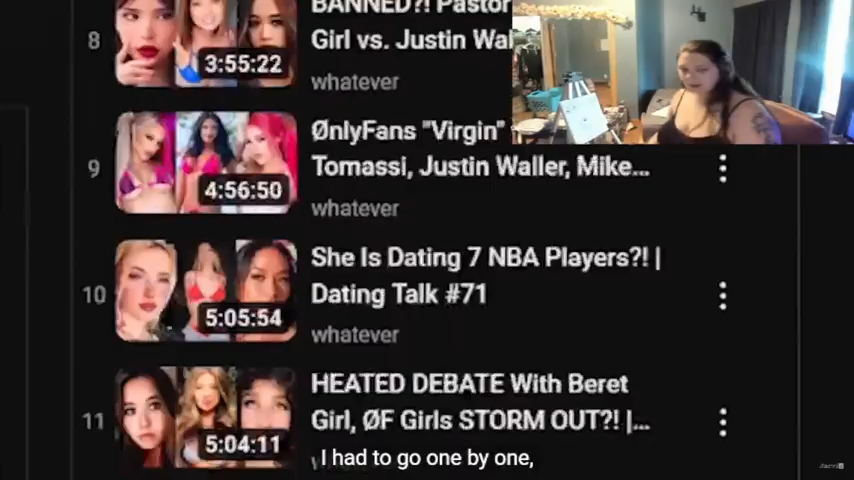 8
3:55:22
BANNED?! Pastor
Girl vs. Justin Wal
whatever
9
4:56:50
ØnlyFans "Virgin"
Tomassi, Justin Waller, Mike...
whatever
10
5:05:54
She Is Dating 7 NBA Players?! |
Dating Talk #71
whatever
11
5:04:11
HEATED DEBATE With Beret
Girl, ØF Girls STORM OUT?! |...
I had to go one by one,